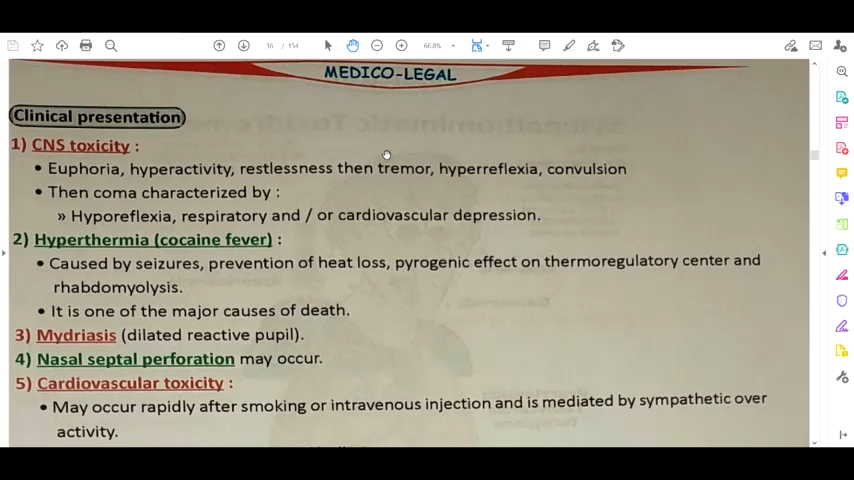 36 / 154
66.8%
MEDICO-LEGAL
Clinical presentation
1) CNS toxicity :
• Euphoria, hyperactivity, restlessness then tremor, hyperreflexia, convulsion
• Then coma characterized by :
» Hyporeflexia, respiratory and / or cardiovascular depression.
2) Hyperthermia (cocaine fever) :
• Caused by seizures, prevention of heat loss, pyrogenic effect on thermoregulatory center and
rhabdomyolysis.
• It is one of the major causes of death.
3) Mydriasis (dilated reactive pupil).
4) Nasal septal perforation may occur.
5) Cardiovascular toxicity :
• May occur rapidly after smoking or intravenous injection and is mediated by sympathetic over
activity.